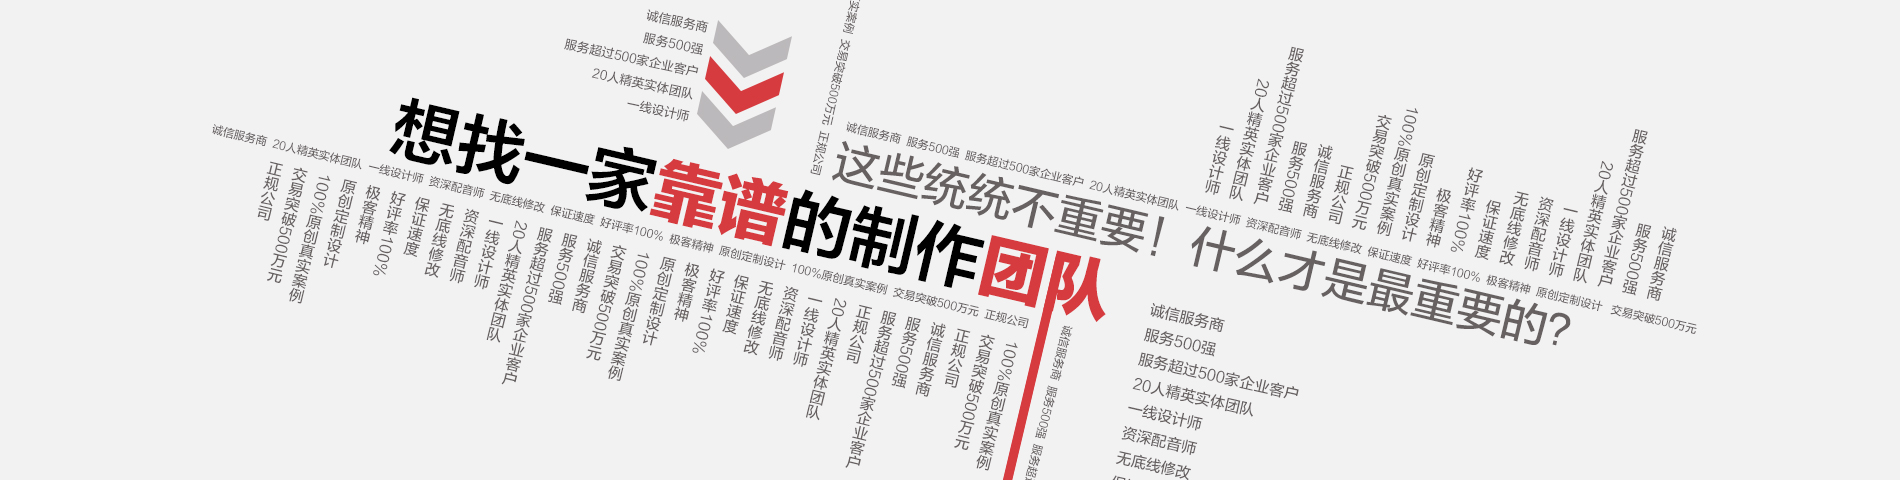 诚信服务商
服务500强
服务超过500家企业客户
20人精英实体团队
一线设计师
想找一家靠谱的制作团队
诚信服务商 20人精英实体团队 一线设计师 资深配音师 无底线修改 保证速度 好评率100% 极客精神 原创定制设计 100%原创真实案例 交易突破500万元 正规公司
正规公司
交易突破500万元
100%原创真实案例
原创定制设计
极客精神
好评率100%
保证速度
无底线修改
资深配音师
一线设计师
20人精英实体团队
服务超过500家企业客户
服务500强
诚信服务商
交易突破500万元
100%原创真实案例
原创定制设计
极客精神
好评率100%
保证速度
无底线修改
资深配音师
一线设计师
20人精英实体团队
正规公司
服务超过500家企业客户
服务500强
诚信服务商
正规公司
交易突破500万元
100%原创真实案例
实案例 交易突破500万元 正规公司
诚信服务商 服务500强 服务超过500家企业客户 20人精英实体团队 一线设计师 资深配音师 无底线修改 保证速度 好评率100% 极客精神 原创定制设计 交易突破500万元
这些统统不重要！什么才是最重要的？
一线设计师
20人精英实体团队
服务超过500家企业客户
服务500强
诚信服务商
正规公司
交易突破500万元
100%原创真实案例
原创定制设计
极客精神
好评率100%
保证速度
无底线修改
资深配音师
一线设计师
20人精英实体团队
服务超过500家企业客户
服务500强
诚信服务商
诚信服务商 服务500强 服务超
诚信服务商
服务500强
服务超过500家企业客户
20人精英实体团队
一线设计师
资深配音师
无底线修改